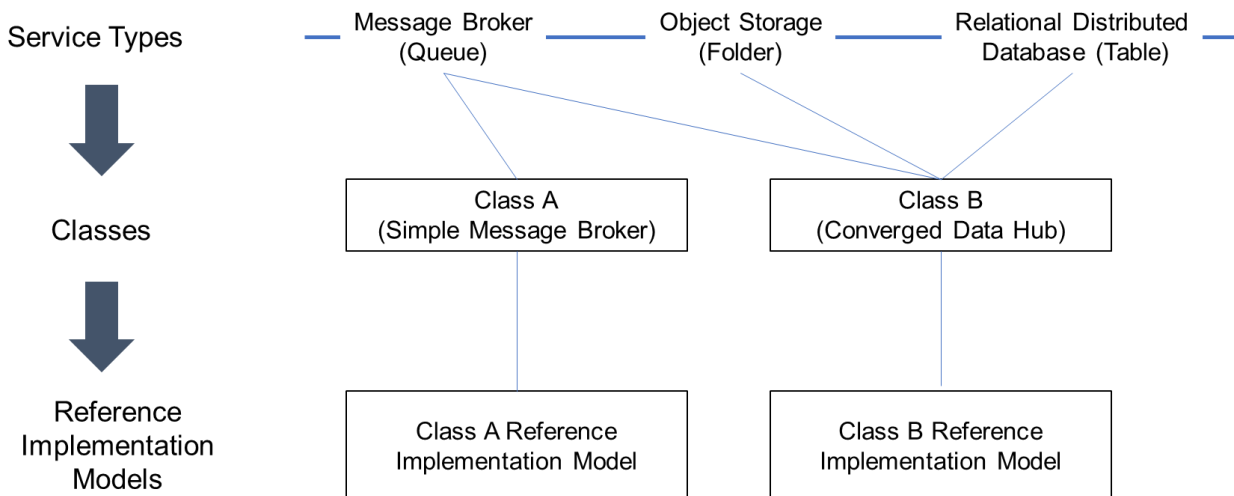 Service Types
Message Broker
(Queue)
Object Storage
(Folder)
Relational Distributed
Database (Table)
Classes
Class A
(Simple Message Broker)
Class B
(Converged Data Hub)
Reference
Implementation
Models
Class A Reference
Implementation Model
Class B Reference
Implementation Model